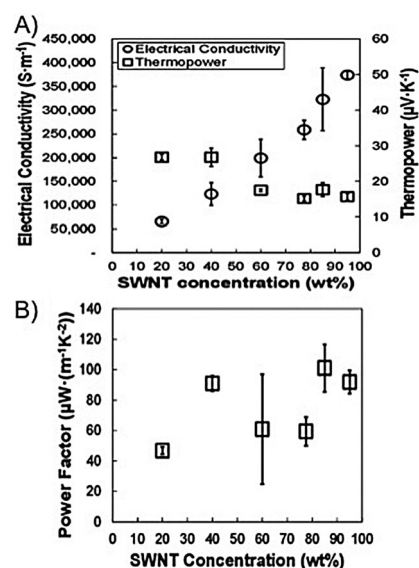 A)
Electrical Conductivity (S·m⁻¹)
450,000
400,000
350,000
300,000
250,000
200,000
150,000
100,000
50,000
-
Electrical Conductivity
Thermopower
60
50
40
30
20
10
0
Thermopower (µV·K⁻¹)
0 10 20 30 40 50 60 70 80 90 100
SWNT concentration (wt%)
B)
Power Factor (µW·(m⁻¹K⁻²))
140
120
100
80
60
40
20
0
0 10 20 30 40 50 60 70 80 90 100
SWNT Concentration (wt%)